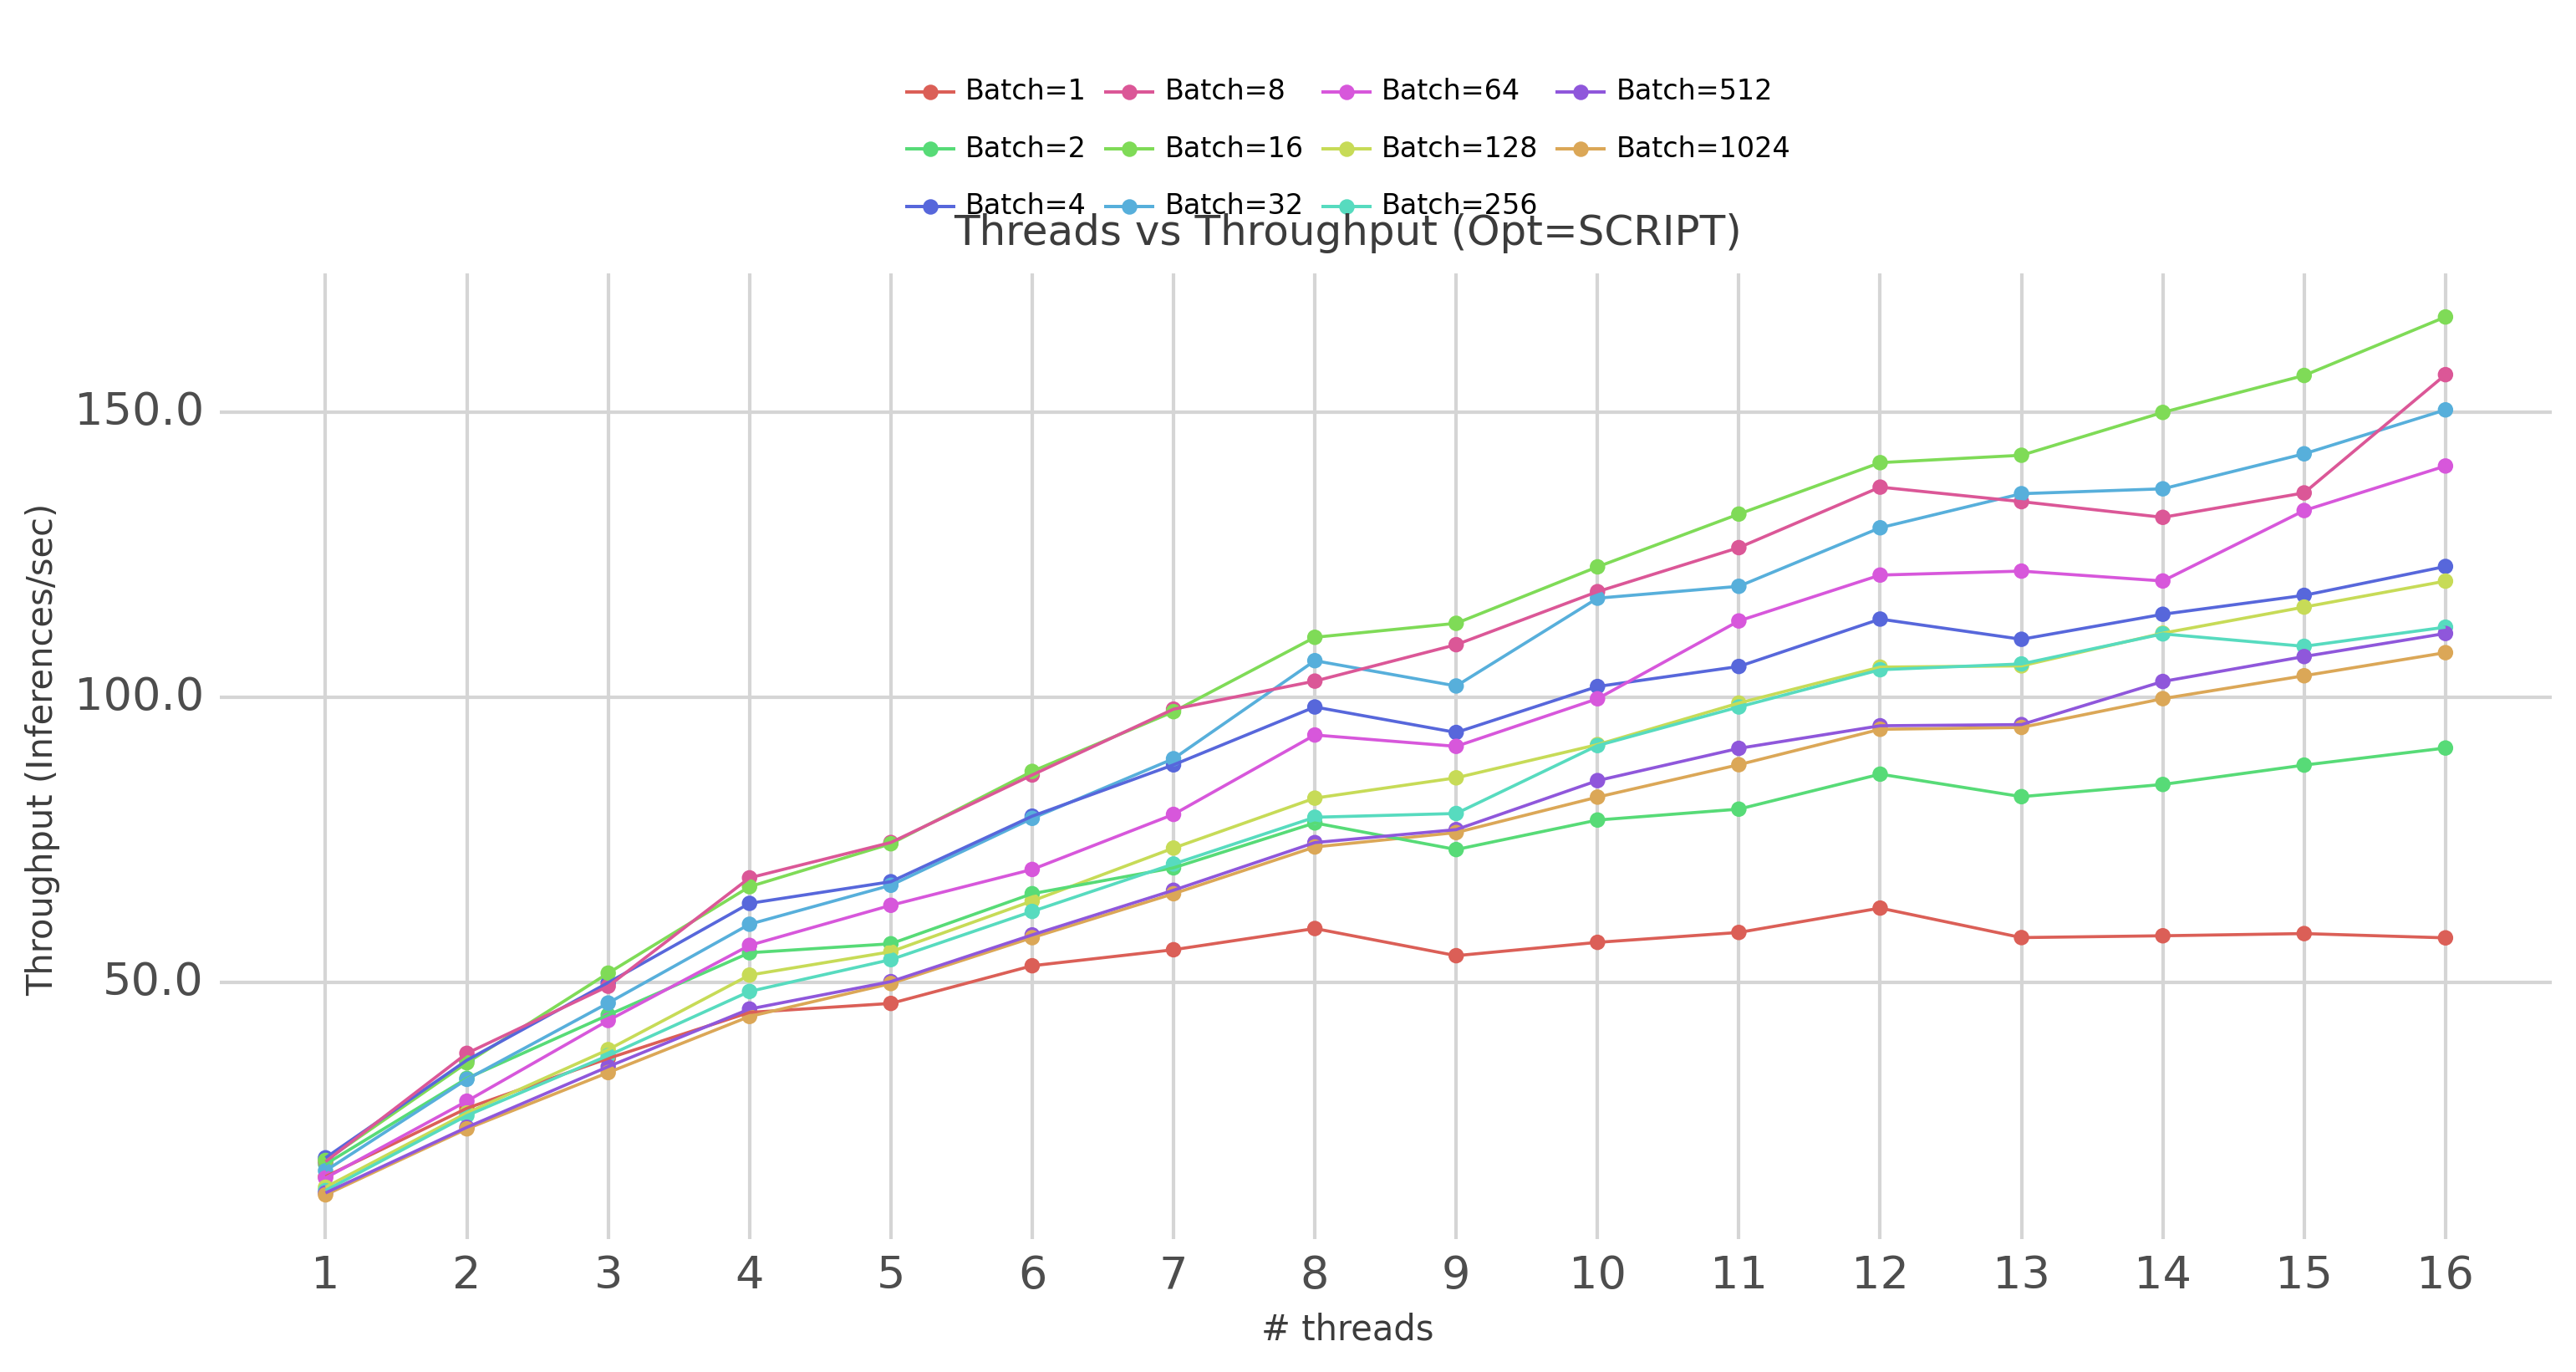 Batch=1 Batch=8 Batch=64 Batch=512
Batch=2 Batch=16 Batch=128 Batch=1024
Batch=4 Batch=32 Batch=256
Threads vs Throughput (Opt=SCRIPT)
Throughput (Inferences/sec)
150.0
100.0
50.0
1 2 3 4 5 6 7 8 9 10 11 12 13 14 15 16
# threads